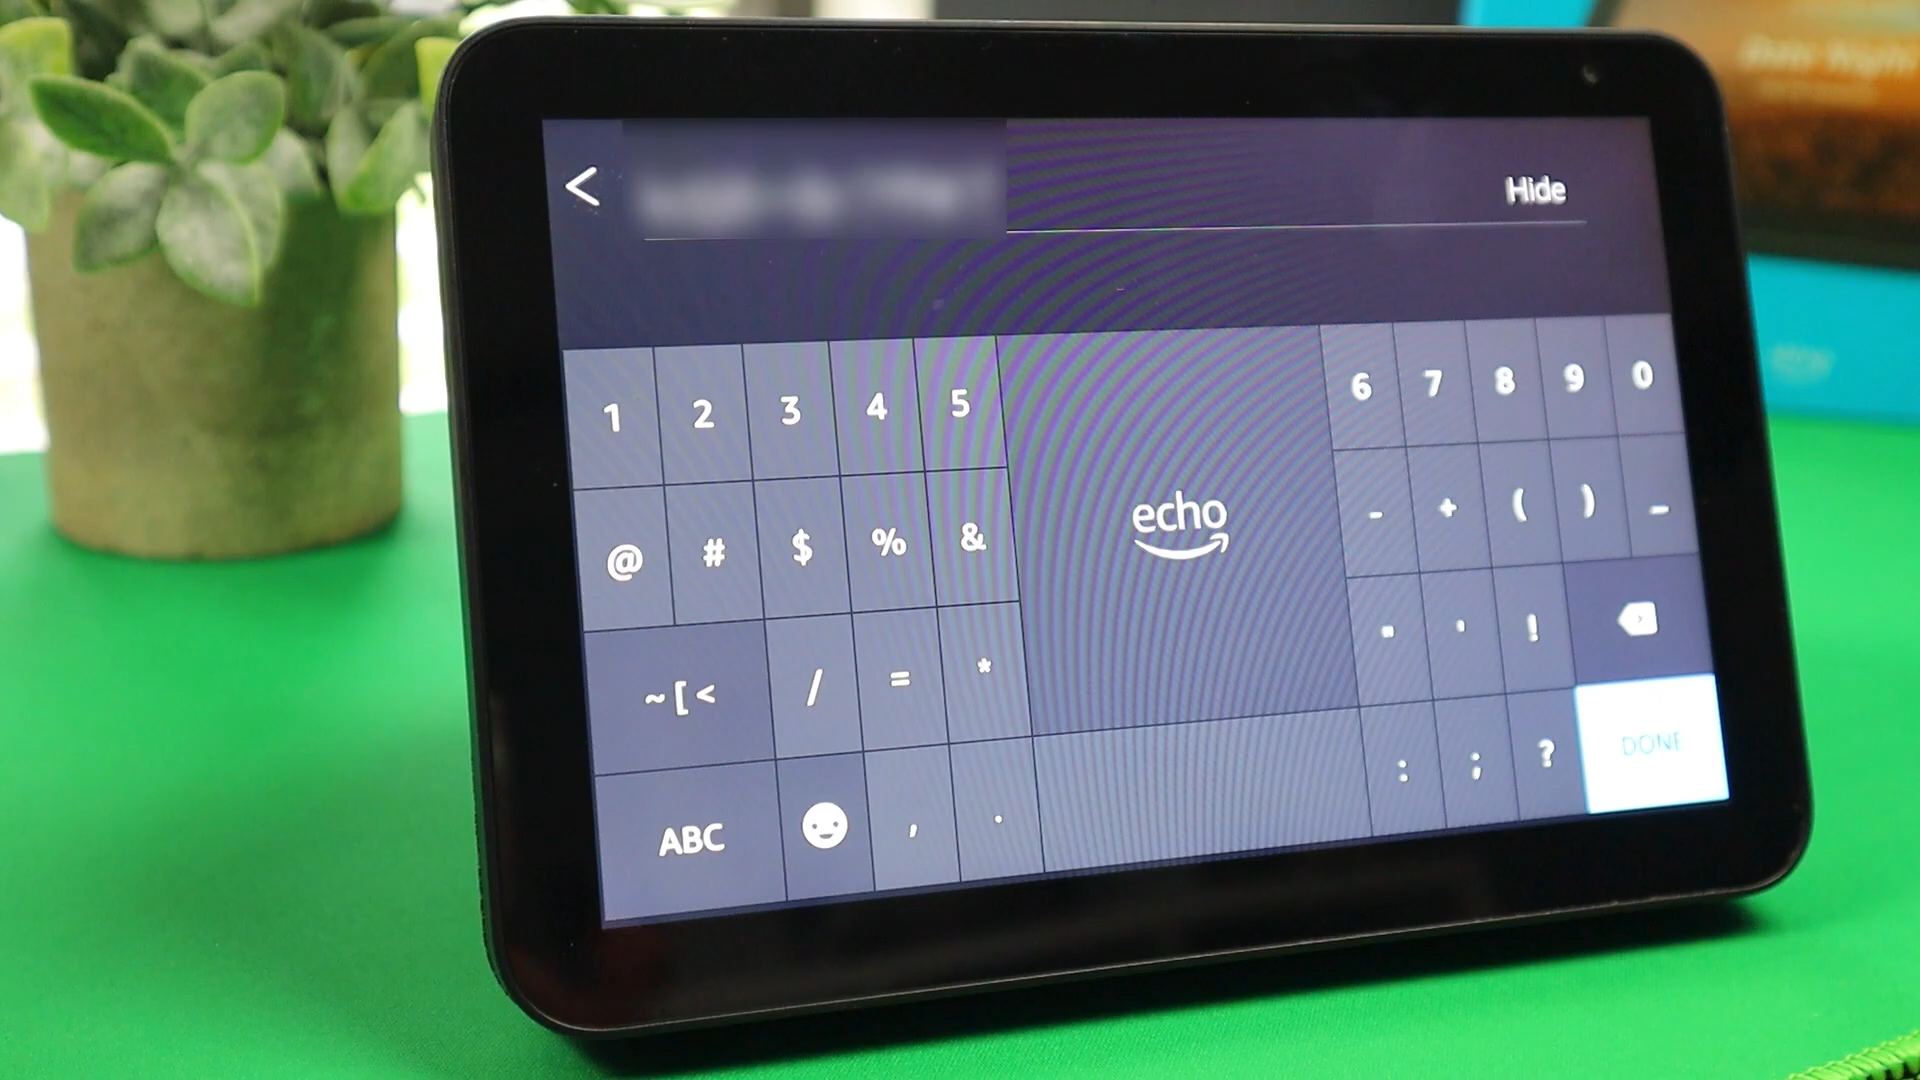 < Hide
1 2 3 4 5 6 7 8 9 0
@ # $ % & - + ( ) _
echo
~ [ < / = * " ' !
ABC , . : ; ? DONE